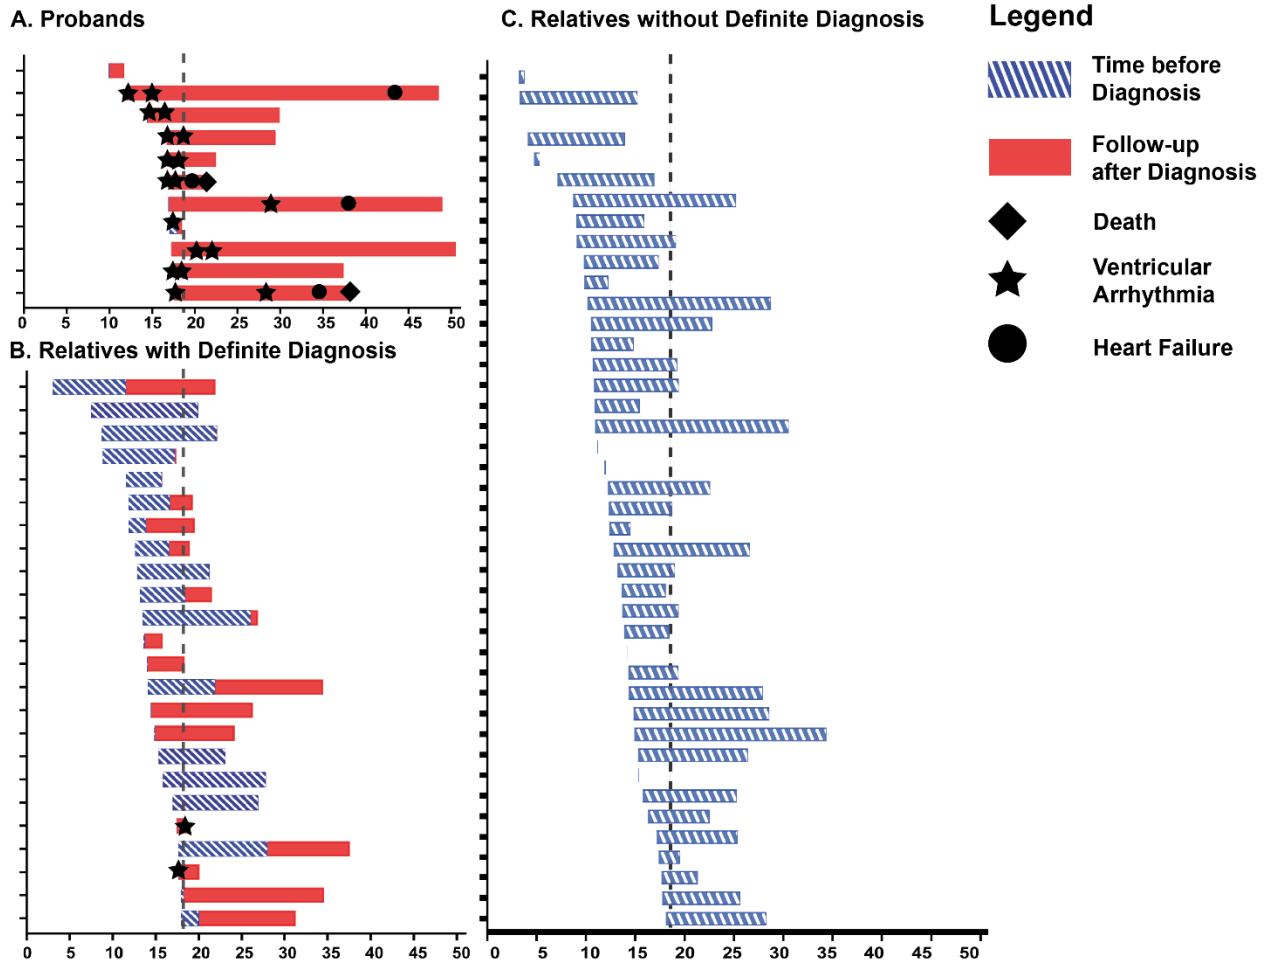 A. Probands
0 5 10 15 20 25 30 35 40 45 50
B. Relatives with Definite Diagnosis
0 5 10 15 20 25 30 35 40 45 50
C. Relatives without Definite Diagnosis
0 5 10 15 20 25 30 35 40 45 50
Legend
Time before
Diagnosis
Follow-up
after Diagnosis
Death
Ventricular
Arrhythmia
Heart Failure